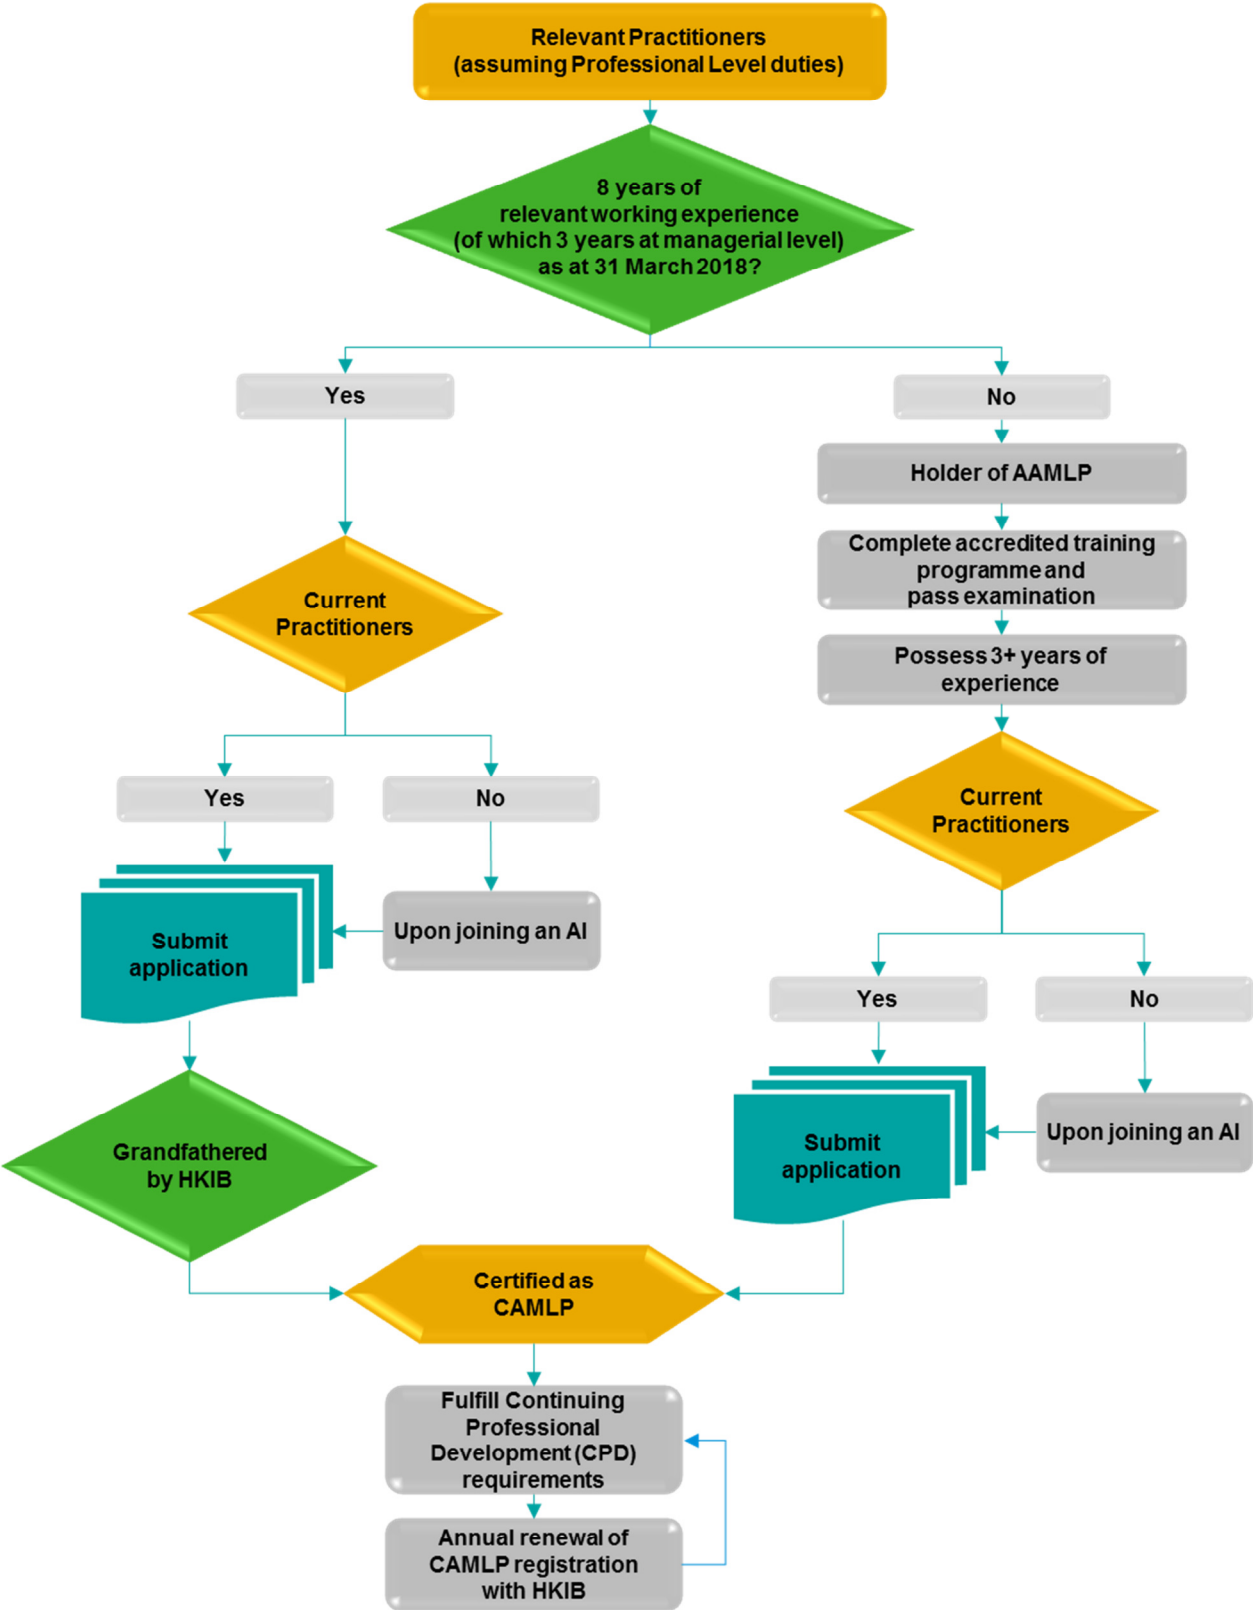 Relevant Practitioners
(assuming Professional Level duties)
8 years of
relevant working experience
(of which 3 years at managerial level)
as at 31 March 2018?
Yes
No
Holder of AAMLP
Complete accredited training
programme and
pass examination
Possess 3+ years of
experience
Current
Practitioners
Current
Practitioners
Yes
No
Submit
application
Upon joining an AI
Yes
No
Submit
application
Upon joining an AI
Grandfathered
by HKIB
Certified as
CAMLP
Fulfill Continuing
Professional
Development (CPD)
requirements
Annual renewal of
CAMLP registration
with HKIB